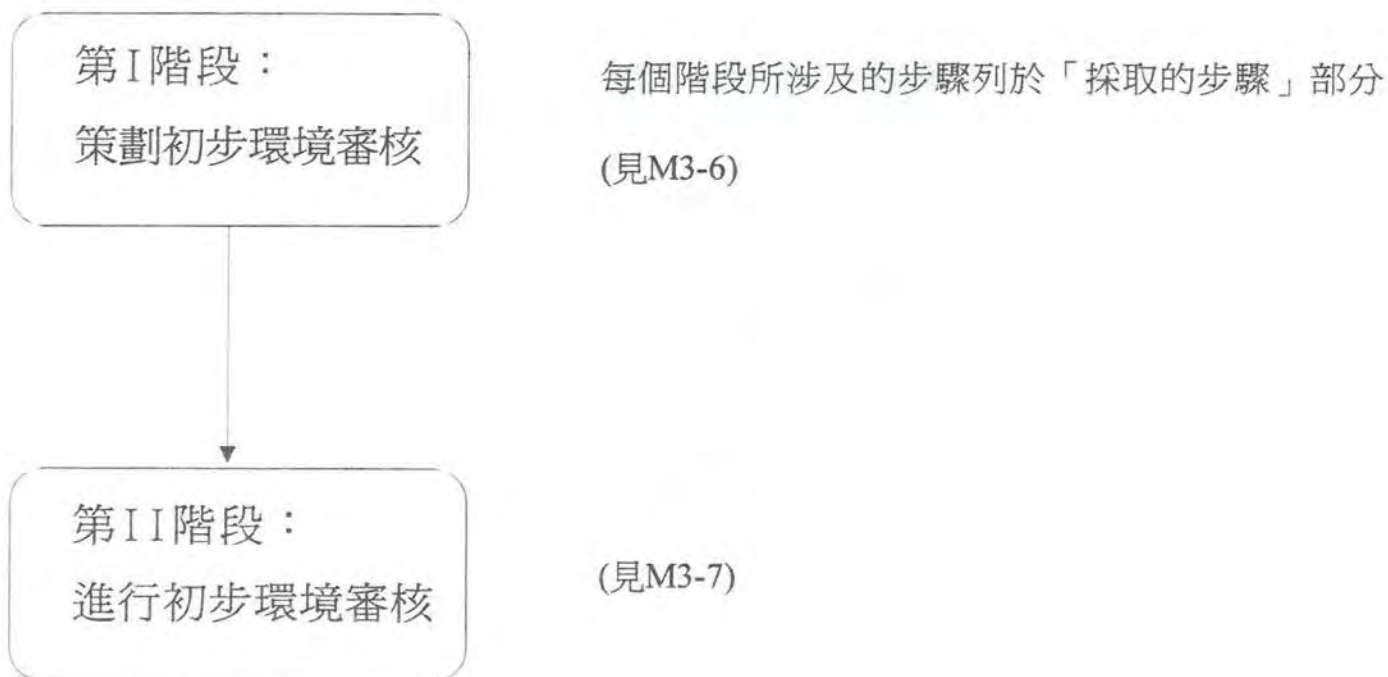 第I階段：
策劃初步環境審核
每個階段所涉及的步驟列於「採取的步驟」部分
(見M3-6)
第II階段：
進行初步環境審核
(見M3-7)